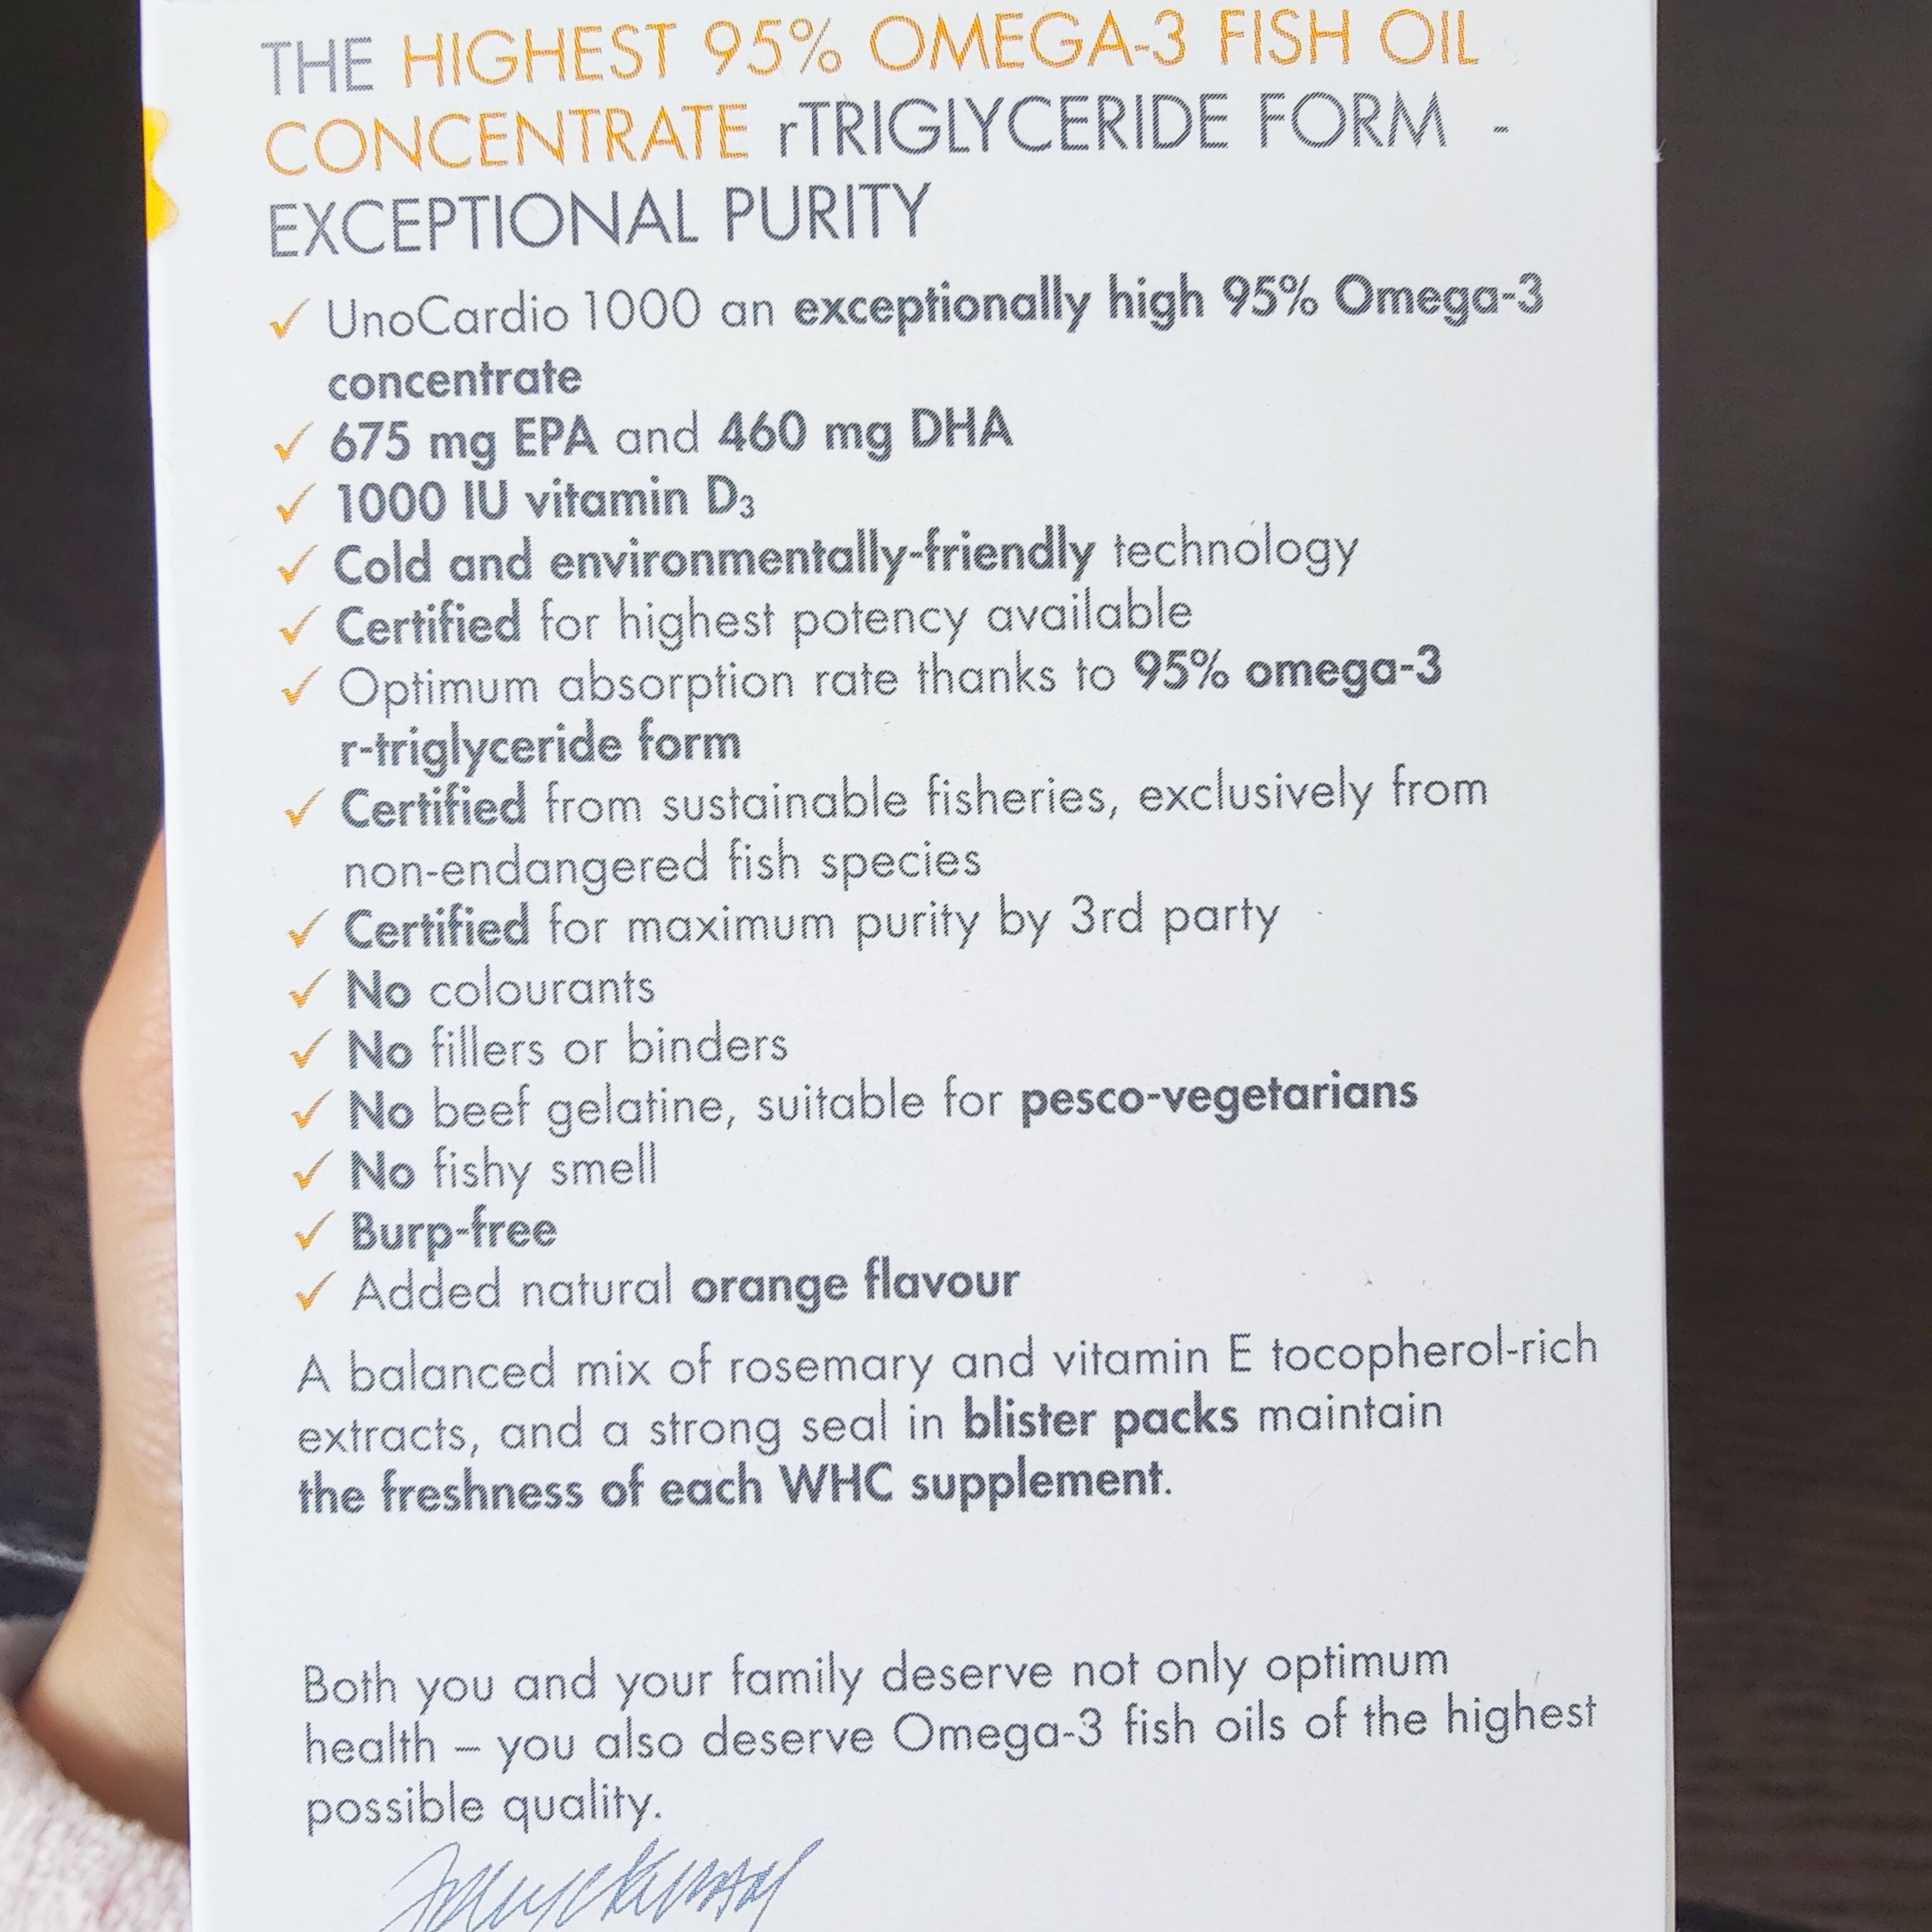 THE HIGHEST 95% OMEGA-3 FISH OIL
CONCENTRATE rTRIGLYCERIDE FORM -
EXCEPTIONAL PURITY
✓ UnoCardio 1000 an exceptionally high 95% Omega-3
concentrate
✓ 675 mg EPA and 460 mg DHA
✓ 1000 IU vitamin D₃
✓ Cold and environmentally-friendly technology
✓ Certified for highest potency available
✓ Optimum absorption rate thanks to 95% omega-3
r-triglyceride form
✓ Certified from sustainable fisheries, exclusively from
non-endangered fish species
✓ Certified for maximum purity by 3rd party
✓ No colourants
✓ No fillers or binders
✓ No beef gelatine, suitable for pesco-vegetarians
✓ No fishy smell
✓ Burp-free
✓ Added natural orange flavour
A balanced mix of rosemary and vitamin E tocopherol-rich
extracts, and a strong seal in blister packs maintain
the freshness of each WHC supplement.
Both you and your family deserve not only optimum
health – you also deserve Omega-3 fish oils of the highest
possible quality.